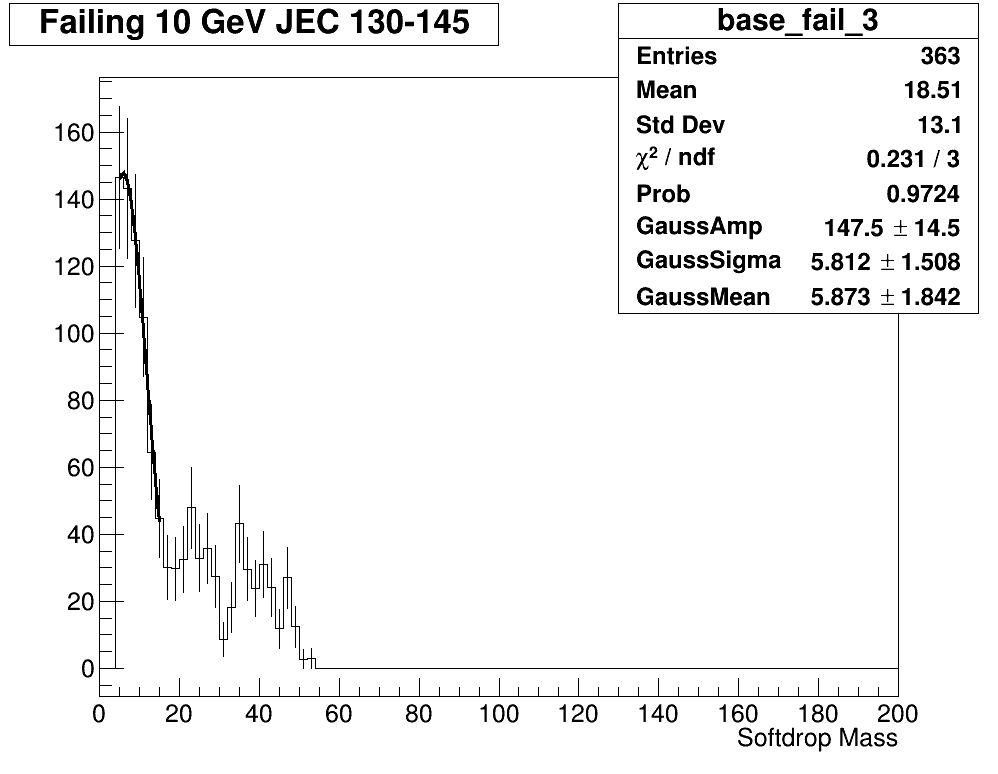 Failing 10 GeV JEC 130-145
base_fail_3
Entries 363
Mean 18.51
Std Dev 13.1
χ² / ndf 0.231 / 3
Prob 0.9724
GaussAmp 147.5 ± 14.5
GaussSigma 5.812 ± 1.508
GaussMean 5.873 ± 1.842
160
140
120
100
80
60
40
20
0
0 20 40 60 80 100 120 140 160 180 200
Softdrop Mass